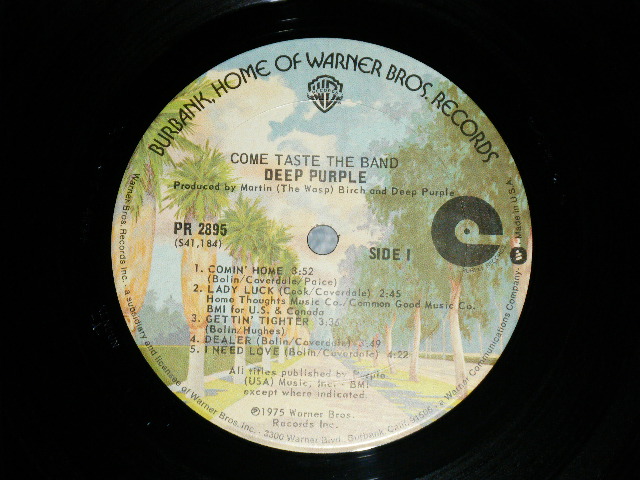 BURBANK, HOME OF WARNER BROS. RECORDS
COME TASTE THE BAND
DEEP PURPLE
Produced by Martin (The Wasp) Birch and Deep Purple
PR 2895
(S41,184)
SIDE 1
1. COMIN' HOME 3:52
(Bolin/Coverdale/Paice)
2. LADY LUCK (Cook/Coverdale) 2:45
Home Thoughts Music Co./Common Good Music Co.
BMI for U.S. & Canada
3. GETTIN' TIGHTER 3:36
(Bolin/Hughes)
4. DEALER (Bolin/Coverdale) 3:49
5. I NEED LOVE (Bolin/Coverdale) 4:22
All titles published by Purple
(USA) Music, Inc. - BMI
except where indicated.
℗1975 Warner Bros.
Records Inc.
Warner Bros. Records Inc., a subsidiary and licensee of Warner Bros. Inc., 3300 Warner Blvd., Burbank, Calif. 91505 • A Warner Communications Company • Made in U.S.A.